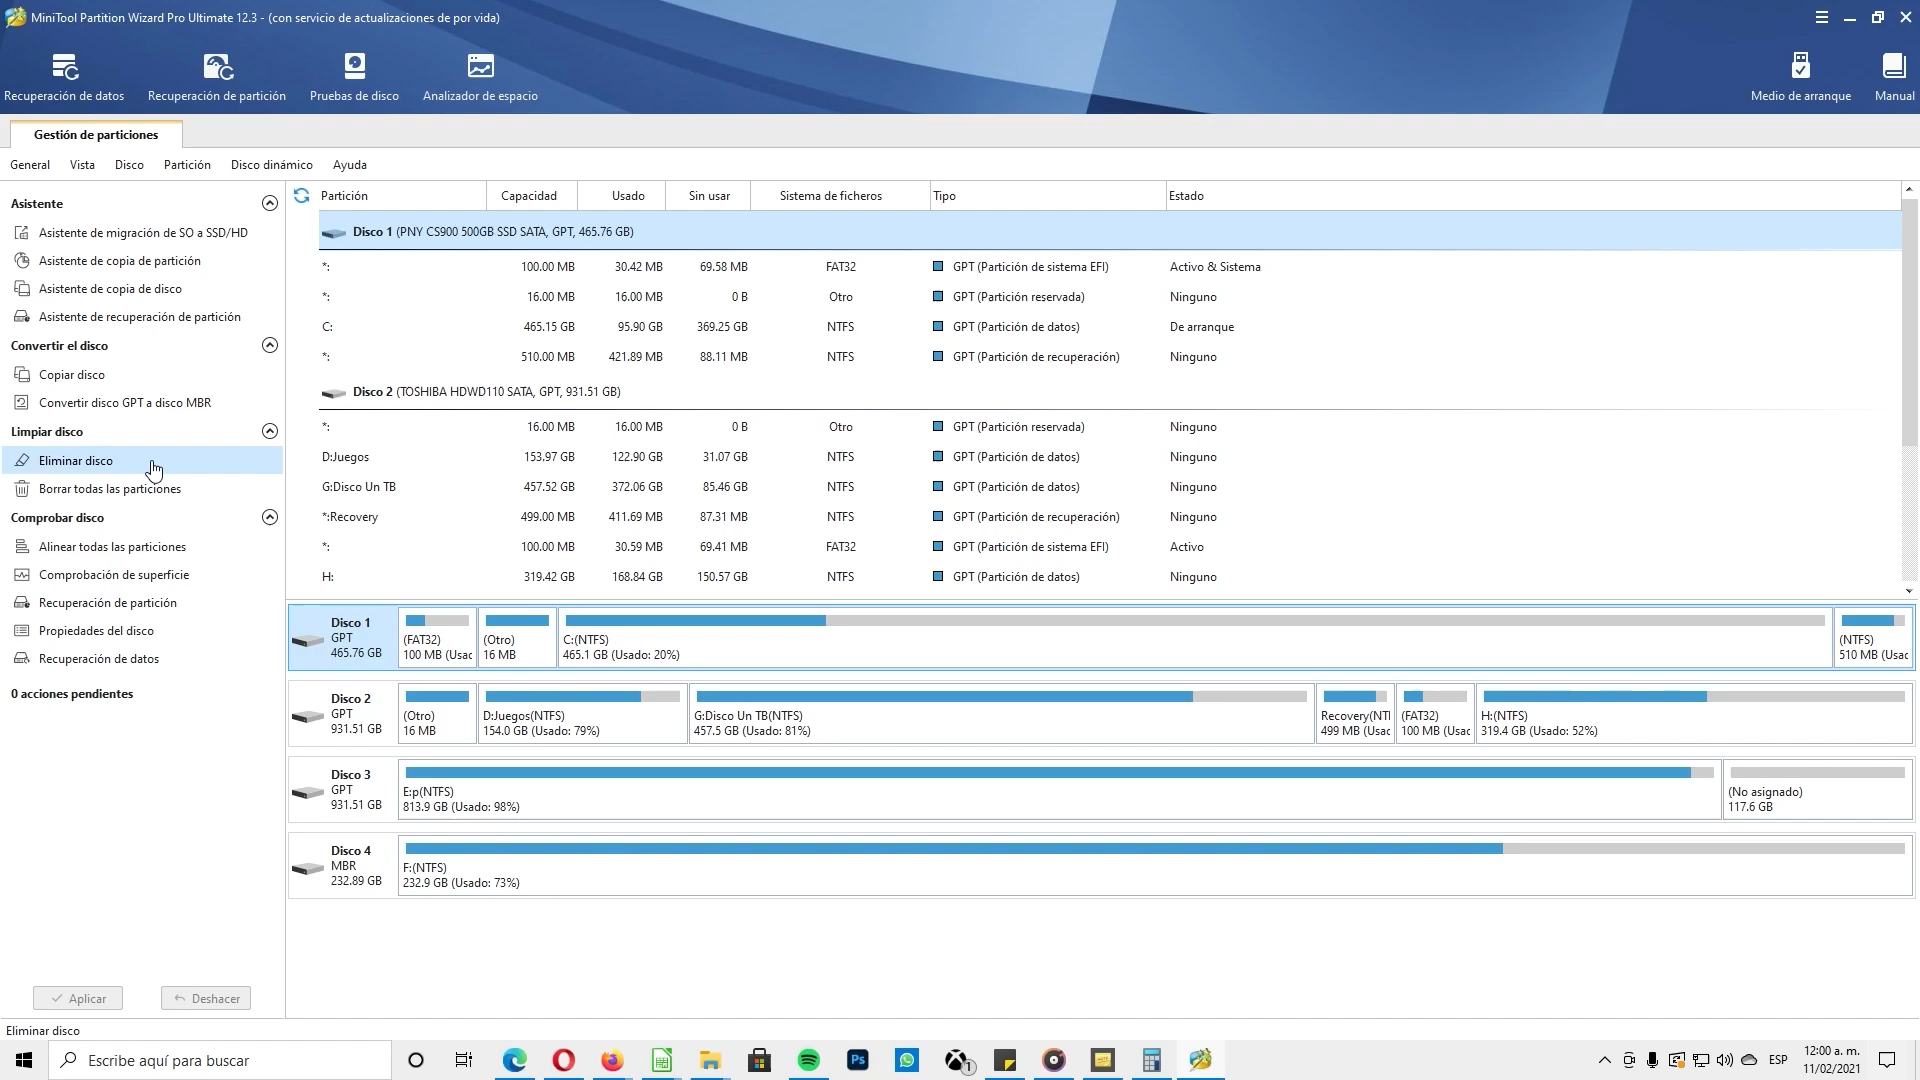 MiniTool Partition Wizard Pro Ultimate 12.3 - (con servicio de actualizaciones de por vida)
Recuperación de datos
Recuperación de partición
Pruebas de disco
Analizador de espacio
Medio de arranque
Manual
Gestión de particiones
General Vista Disco Partición Disco dinámico Ayuda
Asistente
Asistente de migración de SO a SSD/HD
Asistente de copia de partición
Asistente de copia de disco
Asistente de recuperación de partición
Convertir el disco
Copiar disco
Convertir disco GPT a disco MBR
Limpiar disco
Eliminar disco
Borrar todas las particiones
Comprobar disco
Alinear todas las particiones
Comprobación de superficie
Recuperación de partición
Propiedades del disco
Recuperación de datos
0 acciones pendientes
Aplicar
Deshacer
Partición Capacidad Usado Sin usar Sistema de ficheros Tipo Estado
Disco 1 (PNY CS900 500GB SSD SATA, GPT, 465.76 GB)
*: 100.00 MB 30.42 MB 69.58 MB FAT32 GPT (Partición de sistema EFI) Activo & Sistema
*: 16.00 MB 16.00 MB 0 B Otro GPT (Partición reservada) Ninguno
C: 465.15 GB 95.90 GB 369.25 GB NTFS GPT (Partición de datos) De arranque
*: 510.00 MB 421.89 MB 88.11 MB NTFS GPT (Partición de recuperación) Ninguno
Disco 2 (TOSHIBA HDWD110 SATA, GPT, 931.51 GB)
*: 16.00 MB 16.00 MB 0 B Otro GPT (Partición reservada) Ninguno
D:Juegos 153.97 GB 122.90 GB 31.07 GB NTFS GPT (Partición de datos) Ninguno
G:Disco Un TB 457.52 GB 372.06 GB 85.46 GB NTFS GPT (Partición de datos) Ninguno
*:Recovery 499.00 MB 411.69 MB 87.31 MB NTFS GPT (Partición de recuperación) Ninguno
*: 100.00 MB 30.59 MB 69.41 MB FAT32 GPT (Partición de sistema EFI) Activo
H: 319.42 GB 168.84 GB 150.57 GB NTFS GPT (Partición de datos) Ninguno
Disco 1
GPT
465.76 GB
(FAT32)
100 MB (Usac
(Otro)
16 MB
C:(NTFS)
465.1 GB (Usado: 20%)
(NTFS)
510 MB (Usac
Disco 2
GPT
931.51 GB
(Otro)
16 MB
D:Juegos(NTFS)
154.0 GB (Usado: 79%)
G:Disco Un TB(NTFS)
457.5 GB (Usado: 81%)
Recovery(NTI
499 MB (Usac
(FAT32)
100 MB (Usac
H:(NTFS)
319.4 GB (Usado: 52%)
Disco 3
GPT
931.51 GB
E:p(NTFS)
813.9 GB (Usado: 98%)
(No asignado)
117.6 GB
Disco 4
MBR
232.89 GB
F:(NTFS)
232.9 GB (Usado: 73%)
Eliminar disco
Escribe aquí para buscar
Ps
1
ESP
12:00 a. m.
11/02/2021